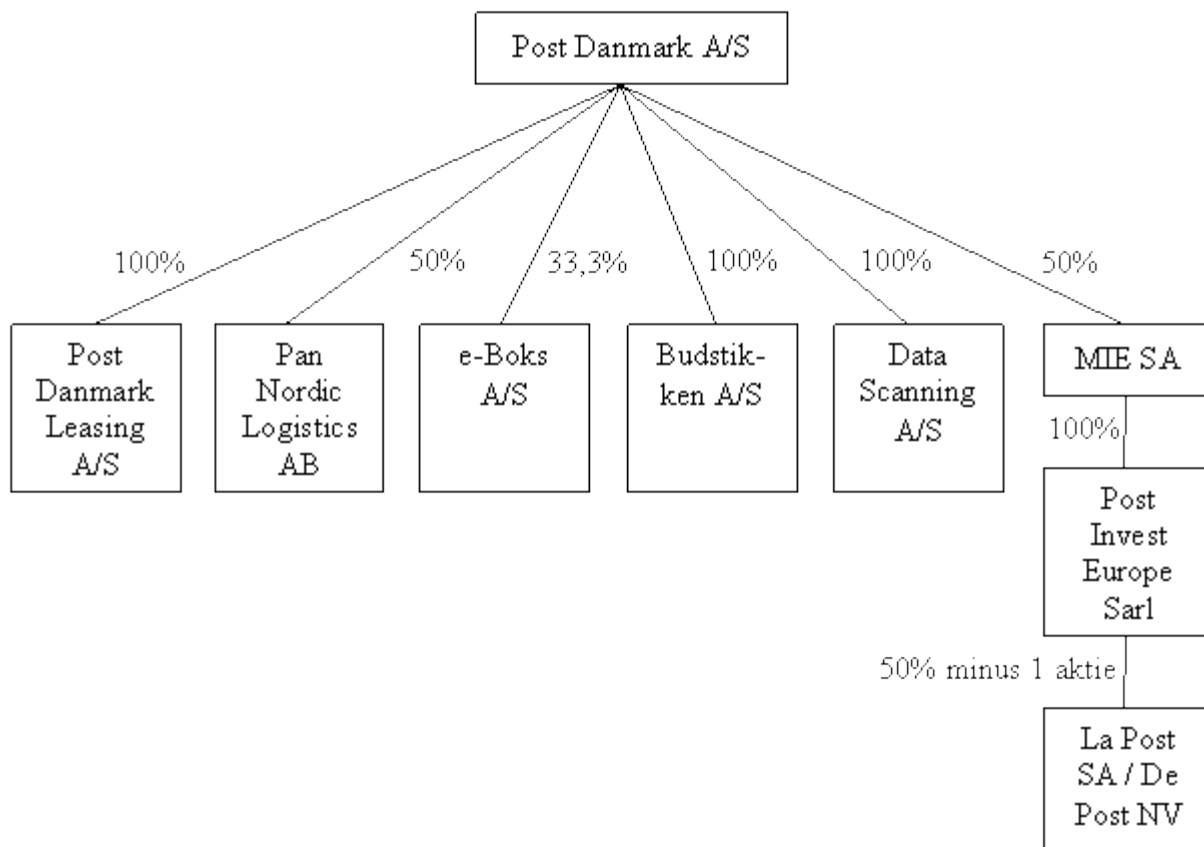 Post Danmark A/S
100%
50%
33,3%
100%
100%
50%
Post
Danmark
Leasing
A/S
Pan
Nordic
Logistics
AB
e-Boks
A/S
Budstik-
ken A/S
Data
Scanning
A/S
MIE SA
100%
Post
Invest
Europe
Sarl
50% minus 1 aktie
La Post
SA / De
Post NV